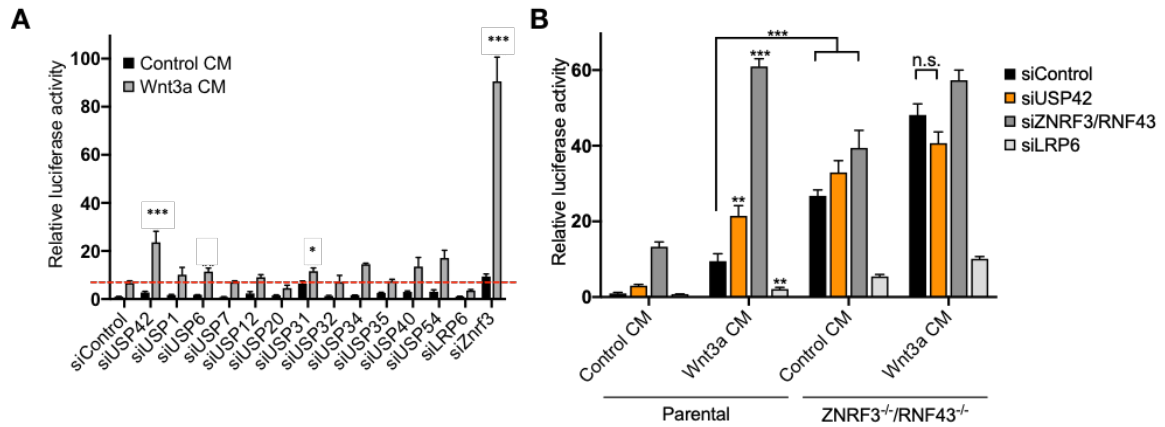 A
Relative luciferase activity
100
80
60
40
20
0
Control CM
Wnt3a CM
***
*
***
siControl
siUSP42
siUSP1
siUSP6
siUSP7
siUSP12
siUSP20
siUSP31
siUSP32
siUSP34
siUSP35
siUSP40
siUSP54
siLRP6
siZnrf3
B
Relative luciferase activity
60
40
20
0
***
***
**
**
n.s.
siControl
siUSP42
siZNRF3/RNF43
siLRP6
Control CM
Wnt3a CM
Control CM
Wnt3a CM
Parental
ZNRF3-/-/RNF43-/-